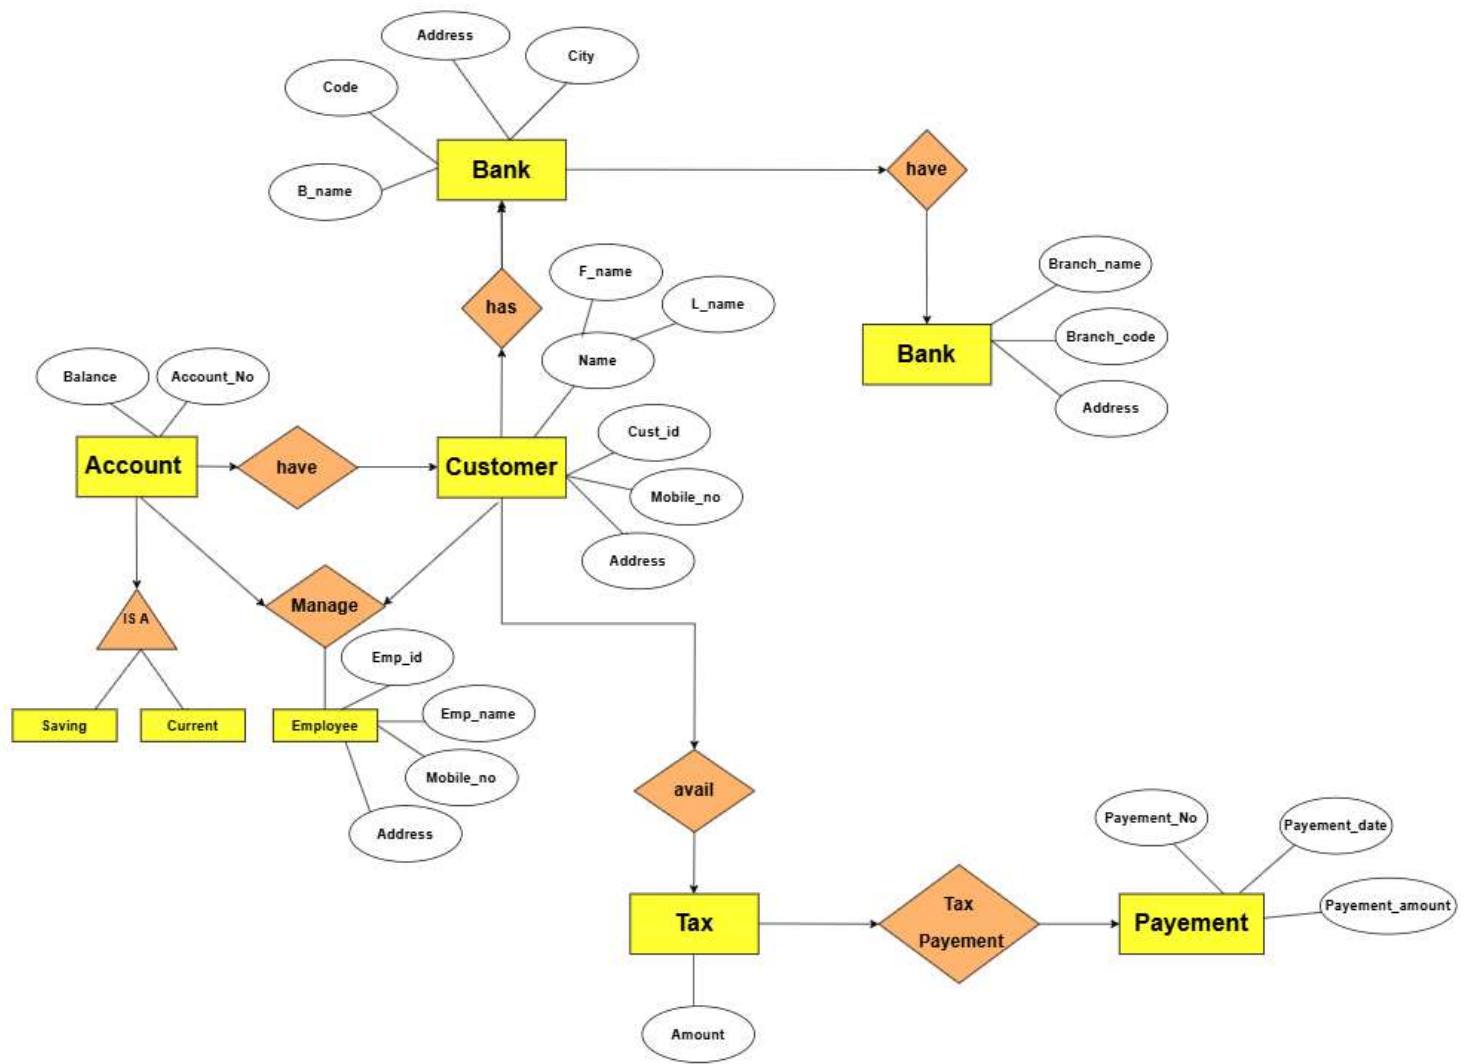 Address
City
Code
Bank
have
B_name
F_name
Branch_name
L_name
has
Branch_code
Name
Bank
Balance
Account_No
Address
Cust_id
Account
have
Customer
Mobile_no
Address
Manage
IS A
Emp_id
Emp_name
Saving
Current
Employee
Mobile_no
avail
Address
Payement_No
Payement_date
Tax
Payement
Payement_amount
Tax
Payement
Amount